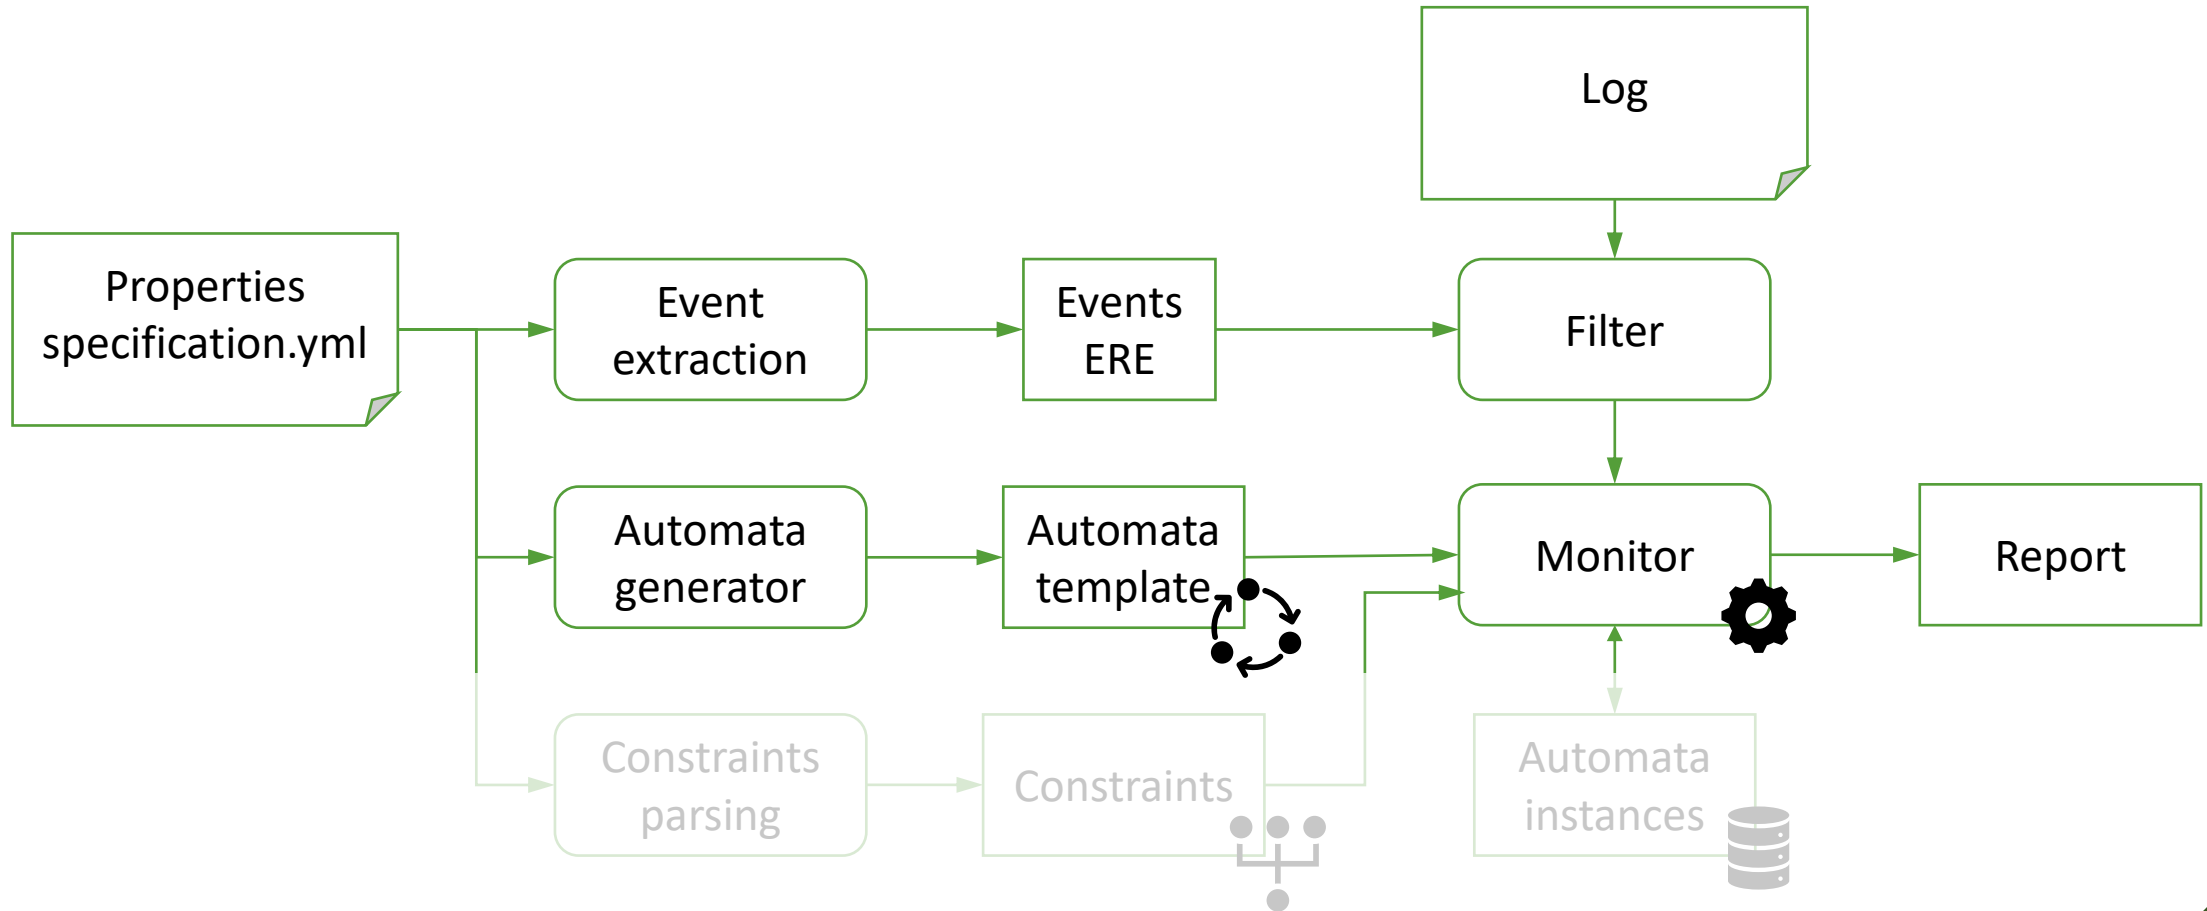 Log
Properties
specification.yml
Event
extraction
Events
ERE
Filter
Automata
generator
Automata
template
Monitor
Report
Constraints
parsing
Constraints
Automata
instances